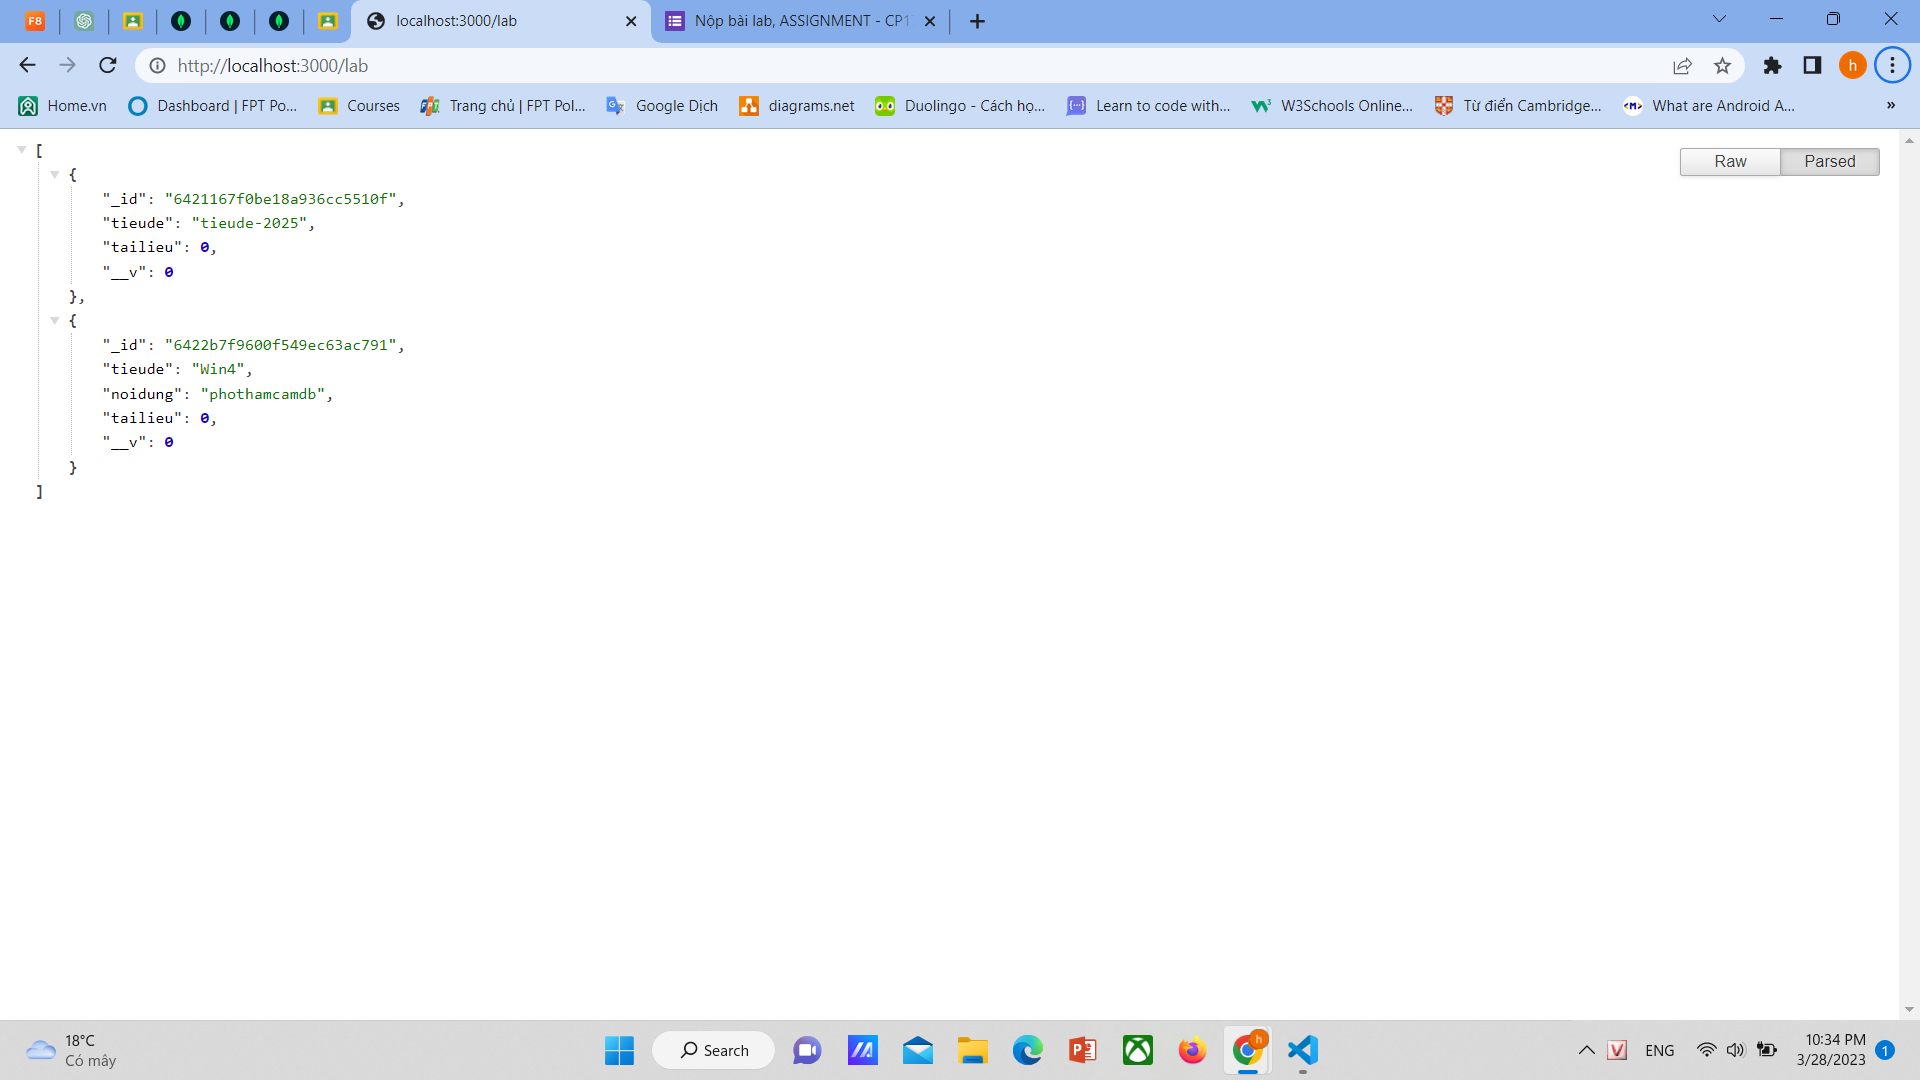 F8
localhost:3000/lab
Nộp bài lab, ASSIGNMENT - CP1
http://localhost:3000/lab
h
Home.vn
Dashboard | FPT Po...
Courses
Trang chủ | FPT Pol...
Google Dịch
diagrams.net
Duolingo - Cách họ...
Learn to code with...
W3Schools Online...
Từ điển Cambridge...
What are Android A...
»
Raw
Parsed
[
{
"_id": "6421167f0be18a936cc5510f",
"tieude": "tieude-2025",
"tailieu": 0,
"__v": 0
},
{
"_id": "6422b7f9600f549ec63ac791",
"tieude": "Win4",
"noidung": "phothamcamdb",
"tailieu": 0,
"__v": 0
}
]
18°C
Có mây
Search
h
V
ENG
10:34 PM
3/28/2023
1